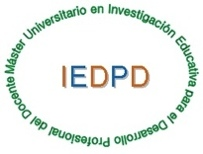 Máster Universitario en Investigación Educativa para el Desarrollo Profesional del Docente
IEDPD